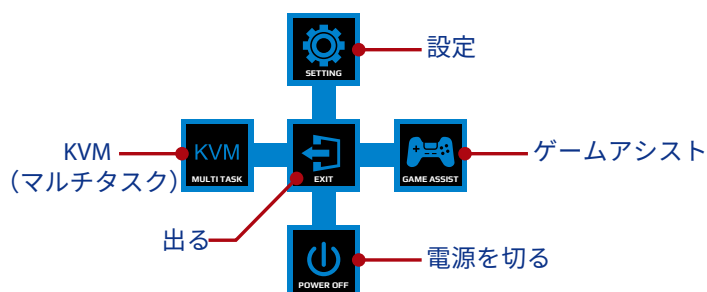 設定
SETTING
KVM
（マルチタスク）
KVM
MULTI TASK
EXIT
GAME ASSIST
ゲームアシスト
出る
POWER OFF
電源を切る